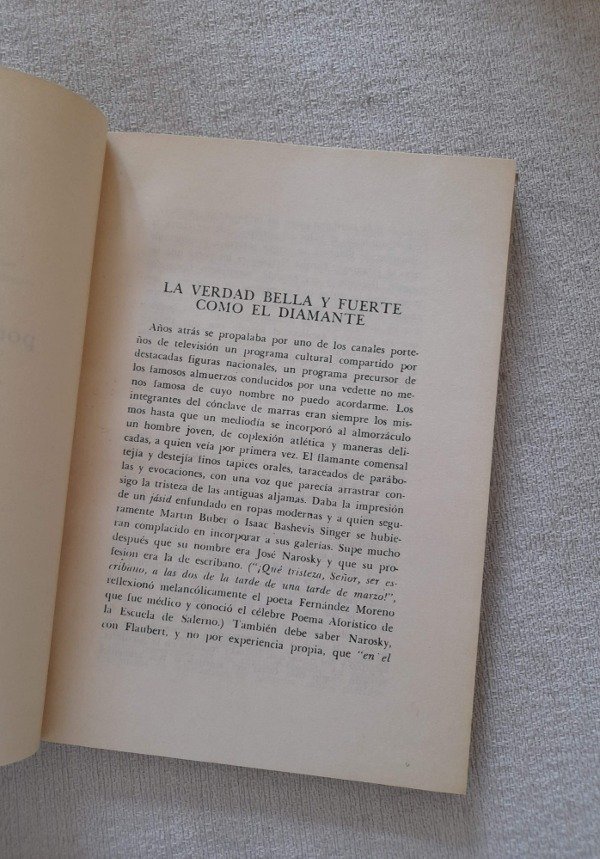 LA VERDAD BELLA Y FUERTE
COMO EL DIAMANTE
Años atrás se propalaba por uno de los canales porte-
ños de televisión un programa cultural compartido por
destacadas figuras nacionales, un programa precursor de
los famosos almuerzos conducidos por una vedette no me-
nos famosa de cuyo nombre no puedo acordarme. Los
integrantes del cónclave de marras eran siempre los mis-
mos hasta que un mediodía se incorporó al almorzáculo
un hombre joven, de coplexión atlética y maneras deli-
cadas, a quien veía por primera vez. El flamante comensal
tejía y destejía finos tapices orales, taraceados de parábo-
las y evocaciones, con una voz que parecía arrastrar con-
sigo la tristeza de las antiguas aljamas. Daba la impresión
de un jásid enfundado en ropas modernas y a quien segu-
ramente Martín Buber o Isaac Bashevis Singer se hubie-
ran complacido en incorporar a sus galerías. Supe mucho
después que su nombre era José Narosky y que su pro-
fesión era la de escribano. ("¡Qué tristeza, Señor, ser es-
cribano, a las dos de la tarde de una tarde de marzo!",
reflexionó melancólicamente el poeta Fernández Moreno
que fue médico y conoció el célebre Poema Aforístico de
la Escuela de Salerno.) También debe saber Narosky,
con Flaubert, y no por experiencia propia, que "en el